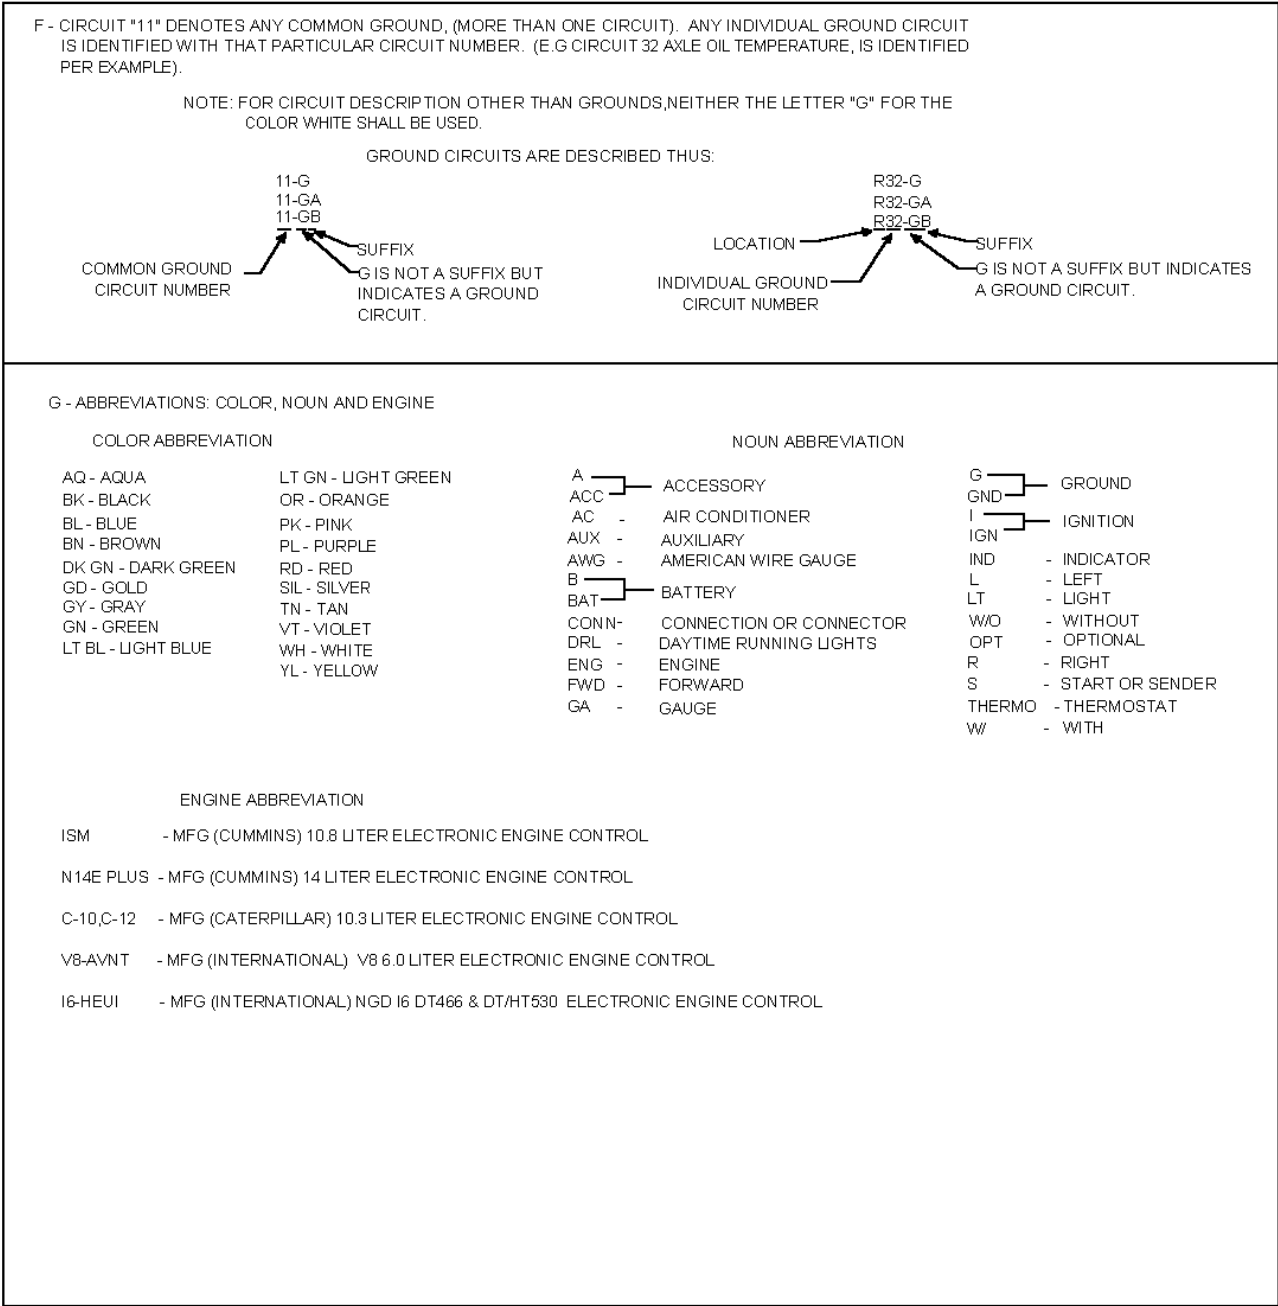 F - CIRCUIT "11" DENOTES ANY COMMON GROUND, (MORE THAN ONE CIRCUIT). ANY INDIVIDUAL GROUND CIRCUIT
IS IDENTIFIED WITH THAT PARTICULAR CIRCUIT NUMBER. (E.G CIRCUIT 32 AXLE OIL TEMPERATURE, IS IDENTIFIED
PER EXAMPLE).
NOTE: FOR CIRCUIT DESCRIPTION OTHER THAN GROUNDS,NEITHER THE LETTER "G" FOR THE
COLOR WHITE SHALL BE USED.
GROUND CIRCUITS ARE DESCRIBED THUS:
11-G
11-GA
11-GB
SUFFIX
COMMON GROUND
CIRCUIT NUMBER
G IS NOT A SUFFIX BUT
INDICATES A GROUND
CIRCUIT.
R32-G
R32-GA
R32-GB
LOCATION
SUFFIX
INDIVIDUAL GROUND
CIRCUIT NUMBER
G IS NOT A SUFFIX BUT INDICATES
A GROUND CIRCUIT.
G - ABBREVIATIONS: COLOR, NOUN AND ENGINE
COLOR ABBREVIATION
AQ - AQUA
BK - BLACK
BL - BLUE
BN - BROWN
DK GN - DARK GREEN
GD - GOLD
GY - GRAY
GN - GREEN
LT BL - LIGHT BLUE
LT GN - LIGHT GREEN
OR - ORANGE
PK - PINK
PL - PURPLE
RD - RED
SIL - SILVER
TN - TAN
VT - VIOLET
WH - WHITE
YL - YELLOW
NOUN ABBREVIATION
A
ACC
ACCESSORY
AC - AIR CONDITIONER
AUX - AUXILIARY
AWG - AMERICAN WIRE GAUGE
B
BAT
BATTERY
CONN- CONNECTION OR CONNECTOR
DRL - DAYTIME RUNNING LIGHTS
ENG - ENGINE
FWD - FORWARD
GA - GAUGE
G
GND
GROUND
I
IGN
IGNITION
IND - INDICATOR
L - LEFT
LT - LIGHT
W/O - WITHOUT
OPT - OPTIONAL
R - RIGHT
S - START OR SENDER
THERMO - THERMOSTAT
W/ - WITH
ENGINE ABBREVIATION
ISM - MFG (CUMMINS) 10.8 LITER ELECTRONIC ENGINE CONTROL
N14E PLUS - MFG (CUMMINS) 14 LITER ELECTRONIC ENGINE CONTROL
C-10,C-12 - MFG (CATERPILLAR) 10.3 LITER ELECTRONIC ENGINE CONTROL
V8-AVNT - MFG (INTERNATIONAL) V8 6.0 LITER ELECTRONIC ENGINE CONTROL
I6-HEUI - MFG (INTERNATIONAL) NGD I6 DT466 & DT/HT530 ELECTRONIC ENGINE CONTROL